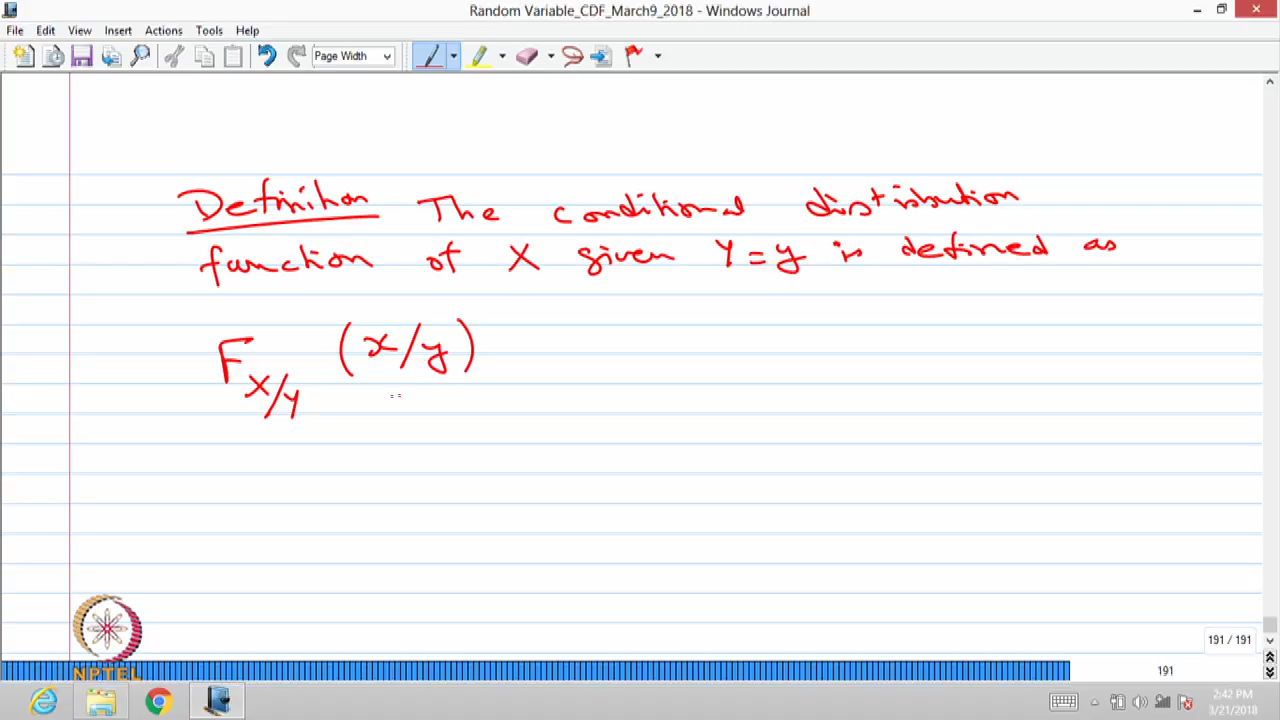 Random Variable_CDF_March9_2018 - Windows Journal
File Edit View Insert Actions Tools Help
Page Width
Definition The conditional distribution
function of X given Y = y is defined as
F X/Y (x/y)
191 / 191
NPTEL
191
2:42 PM
3/21/2018